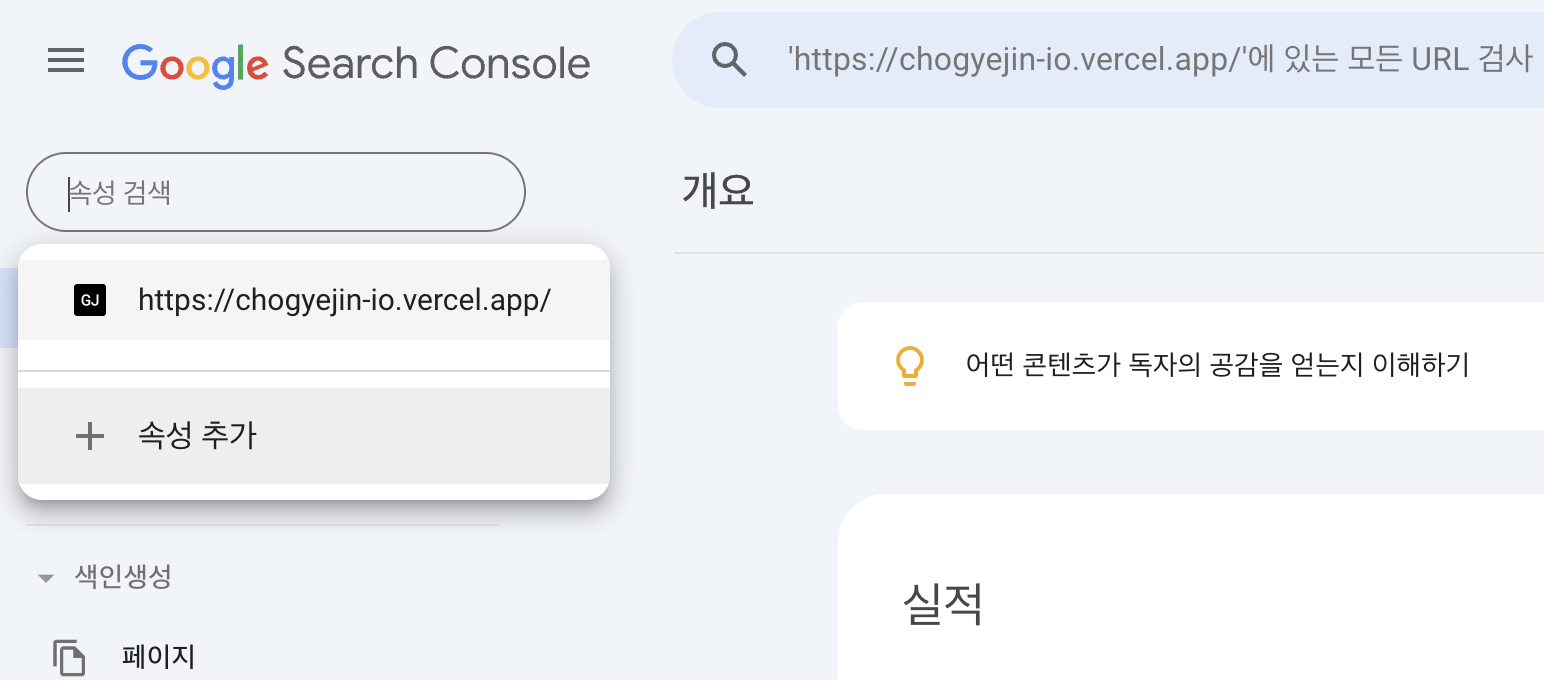 Google Search Console
'https://chogyejin-io.vercel.app/'에 있는 모든 URL 검사
속성 검색
개요
GJ
https://chogyejin-io.vercel.app/
어떤 콘텐츠가 독자의 공감을 얻는지 이해하기
속성 추가
색인생성
실적
페이지